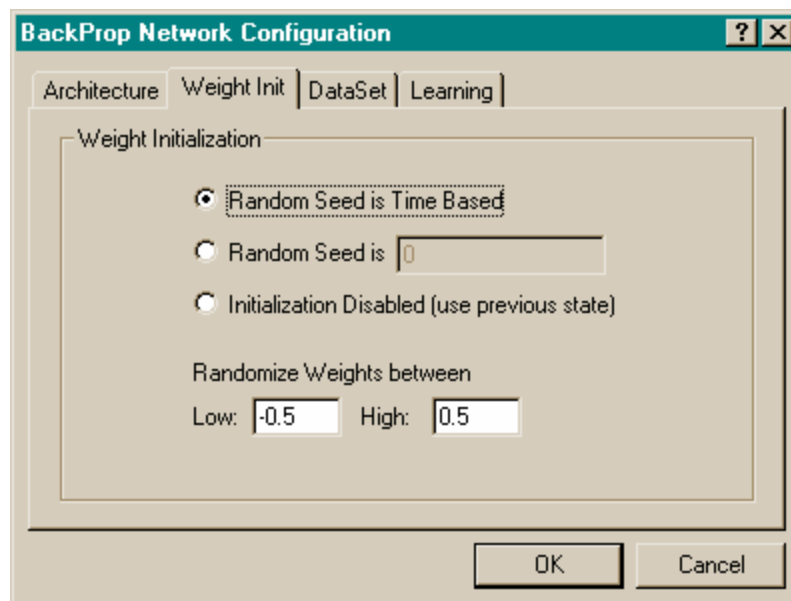 BackProp Network Configuration ? X
Architecture Weight Init DataSet Learning
Weight Initialization
Random Seed is Time Based
Random Seed is 0
Initialization Disabled (use previous state)
Randomize Weights between
Low: -0.5 High: 0.5
OK Cancel